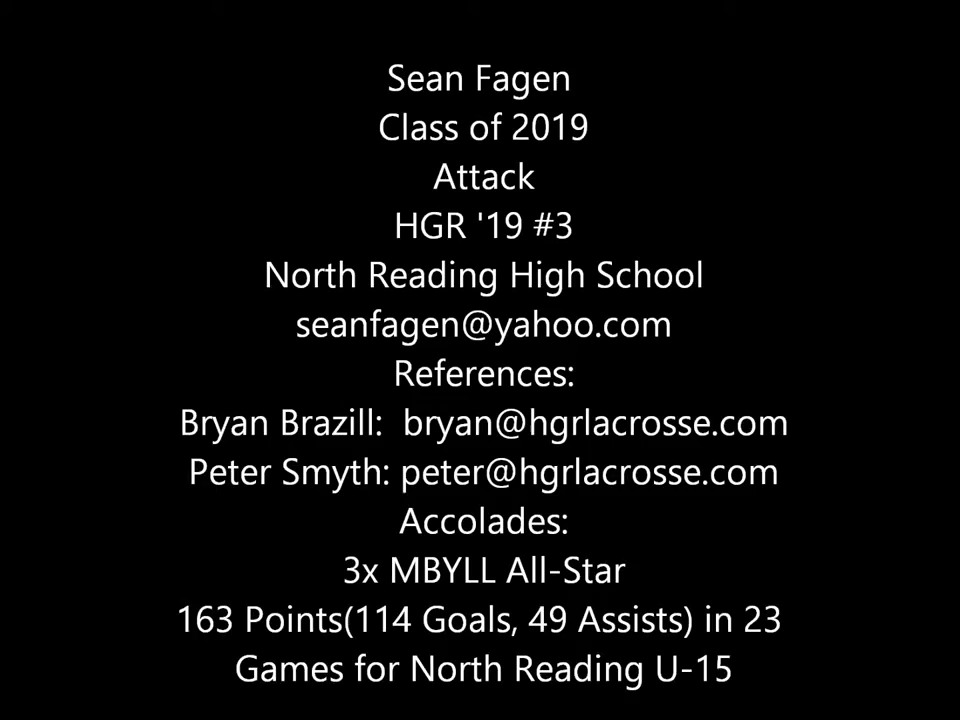 Sean Fagen
Class of 2019
Attack
HGR '19 #3
North Reading High School
seanfagen@yahoo.com
References:
Bryan Brazill:  bryan@hgrlacrosse.com
Peter Smyth: peter@hgrlacrosse.com
Accolades:
3x MBYLL All-Star
163 Points(114 Goals, 49 Assists) in 23
Games for North Reading U-15